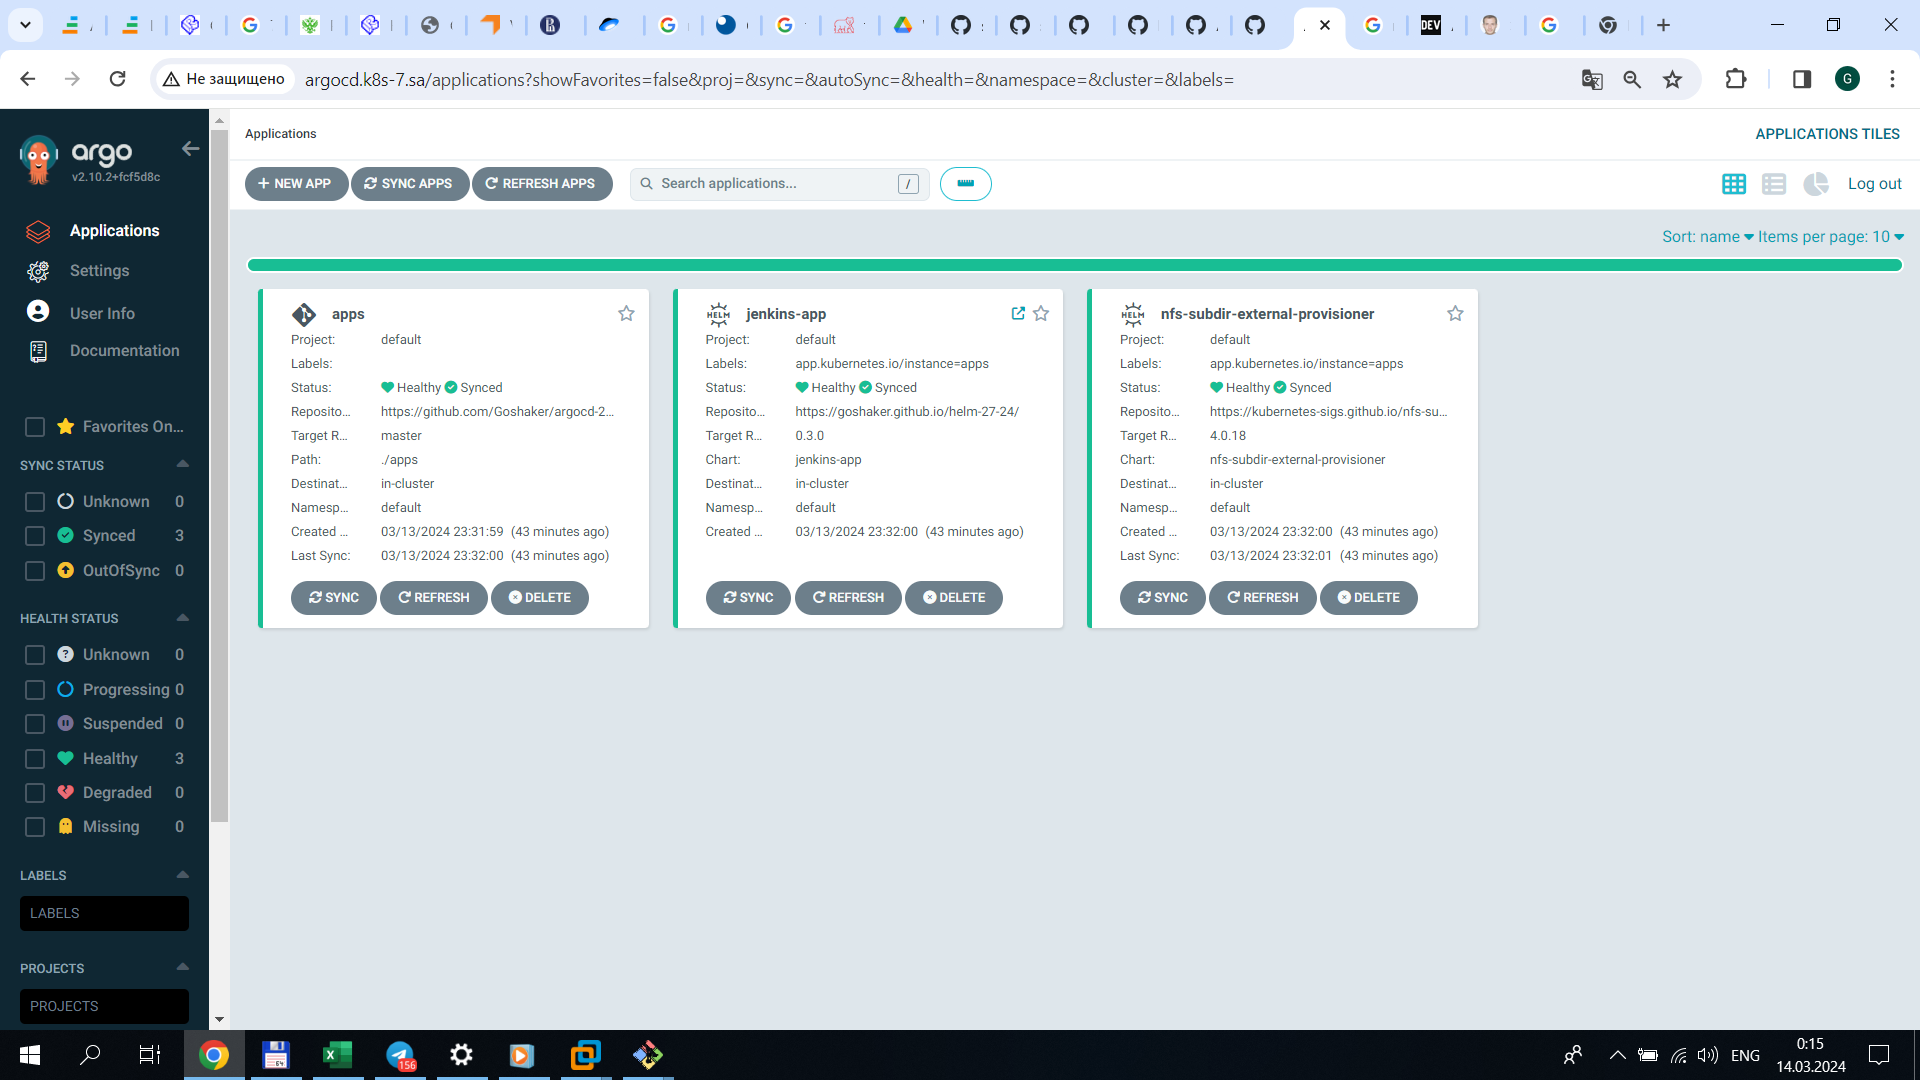 Не защищено
argocd.k8s-7.sa/applications?showFavorites=false&proj=&sync=&autoSync=&health=&namespace=&cluster=&labels=
G
argo
v2.10.2+fcf5d8c
Applications
Settings
User Info
Documentation
Favorites On...
SYNC STATUS
Unknown 0
Synced 3
OutOfSync 0
HEALTH STATUS
Unknown 0
Progressing 0
Suspended 0
Healthy 3
Degraded 0
Missing 0
LABELS
LABELS
PROJECTS
PROJECTS
Applications
APPLICATIONS TILES
+ NEW APP
SYNC APPS
REFRESH APPS
Search applications...
/
Log out
Sort: name
Items per page: 10
apps
Project: default
Labels:
Status: Healthy Synced
Reposito... https://github.com/Goshaker/argocd-2...
Target R... master
Path: ./apps
Destinat... in-cluster
Namesp... default
Created ... 03/13/2024 23:31:59 (43 minutes ago)
Last Sync: 03/13/2024 23:32:00 (43 minutes ago)
SYNC
REFRESH
DELETE
HELM
jenkins-app
Project: default
Labels: app.kubernetes.io/instance=apps
Status: Healthy Synced
Reposito... https://goshaker.github.io/helm-27-24/
Target R... 0.3.0
Chart: jenkins-app
Destinat... in-cluster
Namesp... default
Created ... 03/13/2024 23:32:00 (43 minutes ago)
SYNC
REFRESH
DELETE
HELM
nfs-subdir-external-provisioner
Project: default
Labels: app.kubernetes.io/instance=apps
Status: Healthy Synced
Reposito... https://kubernetes-sigs.github.io/nfs-su...
Target R... 4.0.18
Chart: nfs-subdir-external-provisioner
Destinat... in-cluster
Namesp... default
Created ... 03/13/2024 23:32:00 (43 minutes ago)
Last Sync: 03/13/2024 23:32:01 (43 minutes ago)
SYNC
REFRESH
DELETE
DEV
64
156
ENG
0:15
14.03.2024